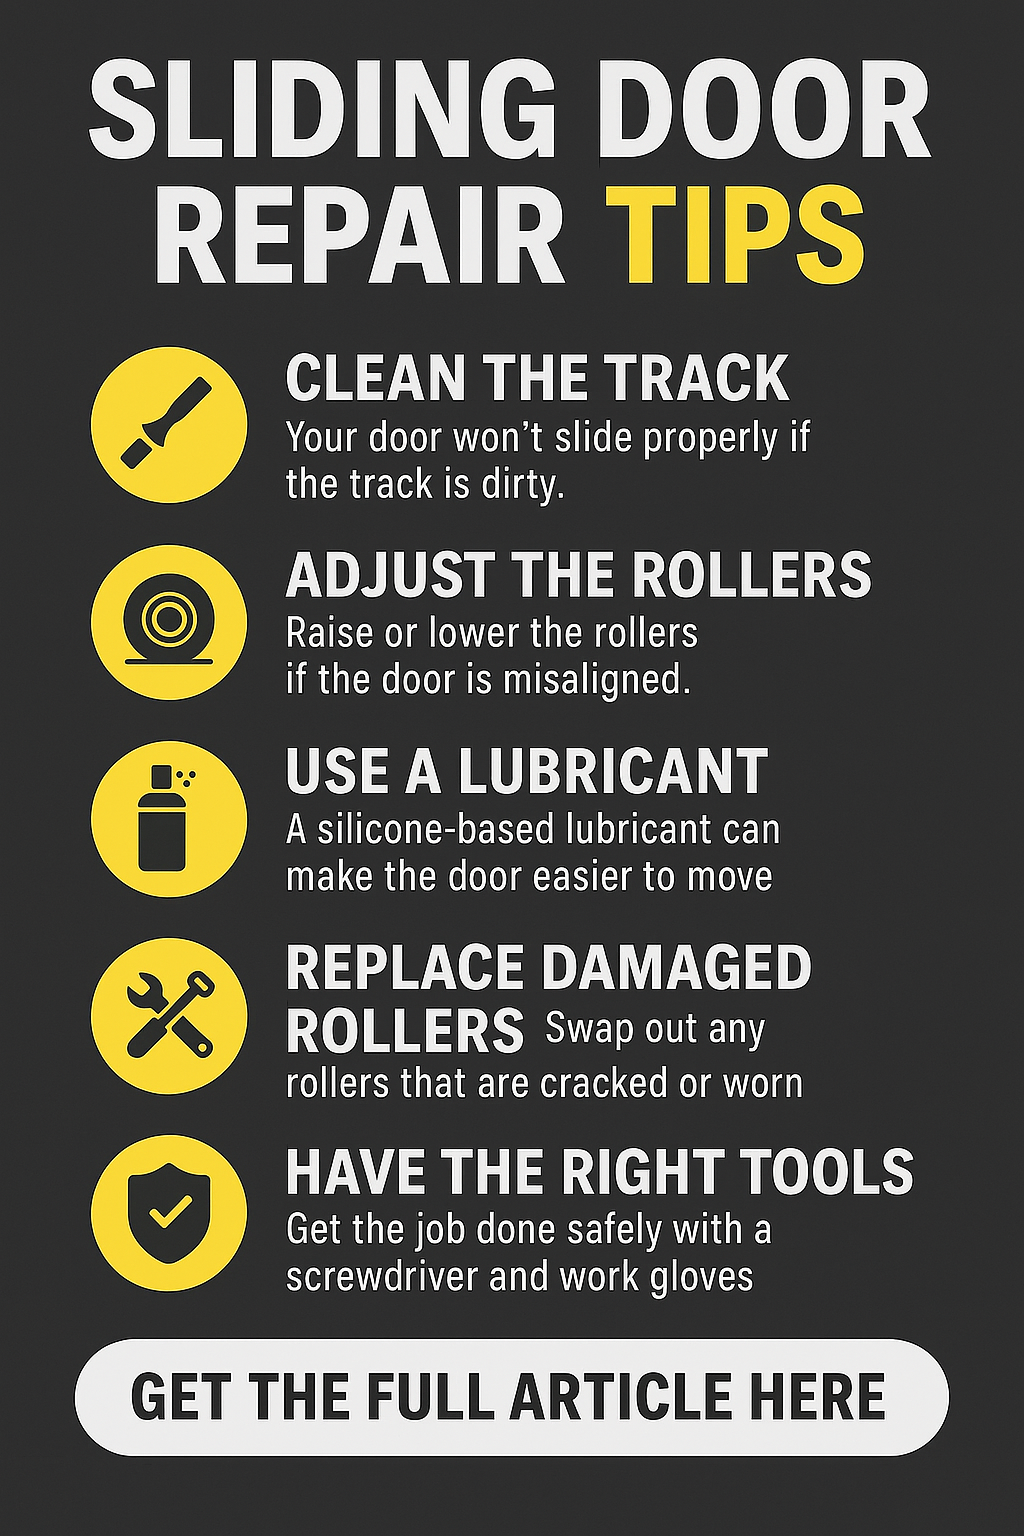 SLIDING DOOR
REPAIR TIPS
CLEAN THE TRACK
Your door won’t slide properly if
the track is dirty.
ADJUST THE ROLLERS
Raise or lower the rollers
if the door is misaligned.
USE A LUBRICANT
A silicone-based lubricant can
make the door easier to move
REPLACE DAMAGED
ROLLERS Swap out any
rollers that are cracked or worn
HAVE THE RIGHT TOOLS
Get the job done safely with a
screwdriver and work gloves
GET THE FULL ARTICLE HERE